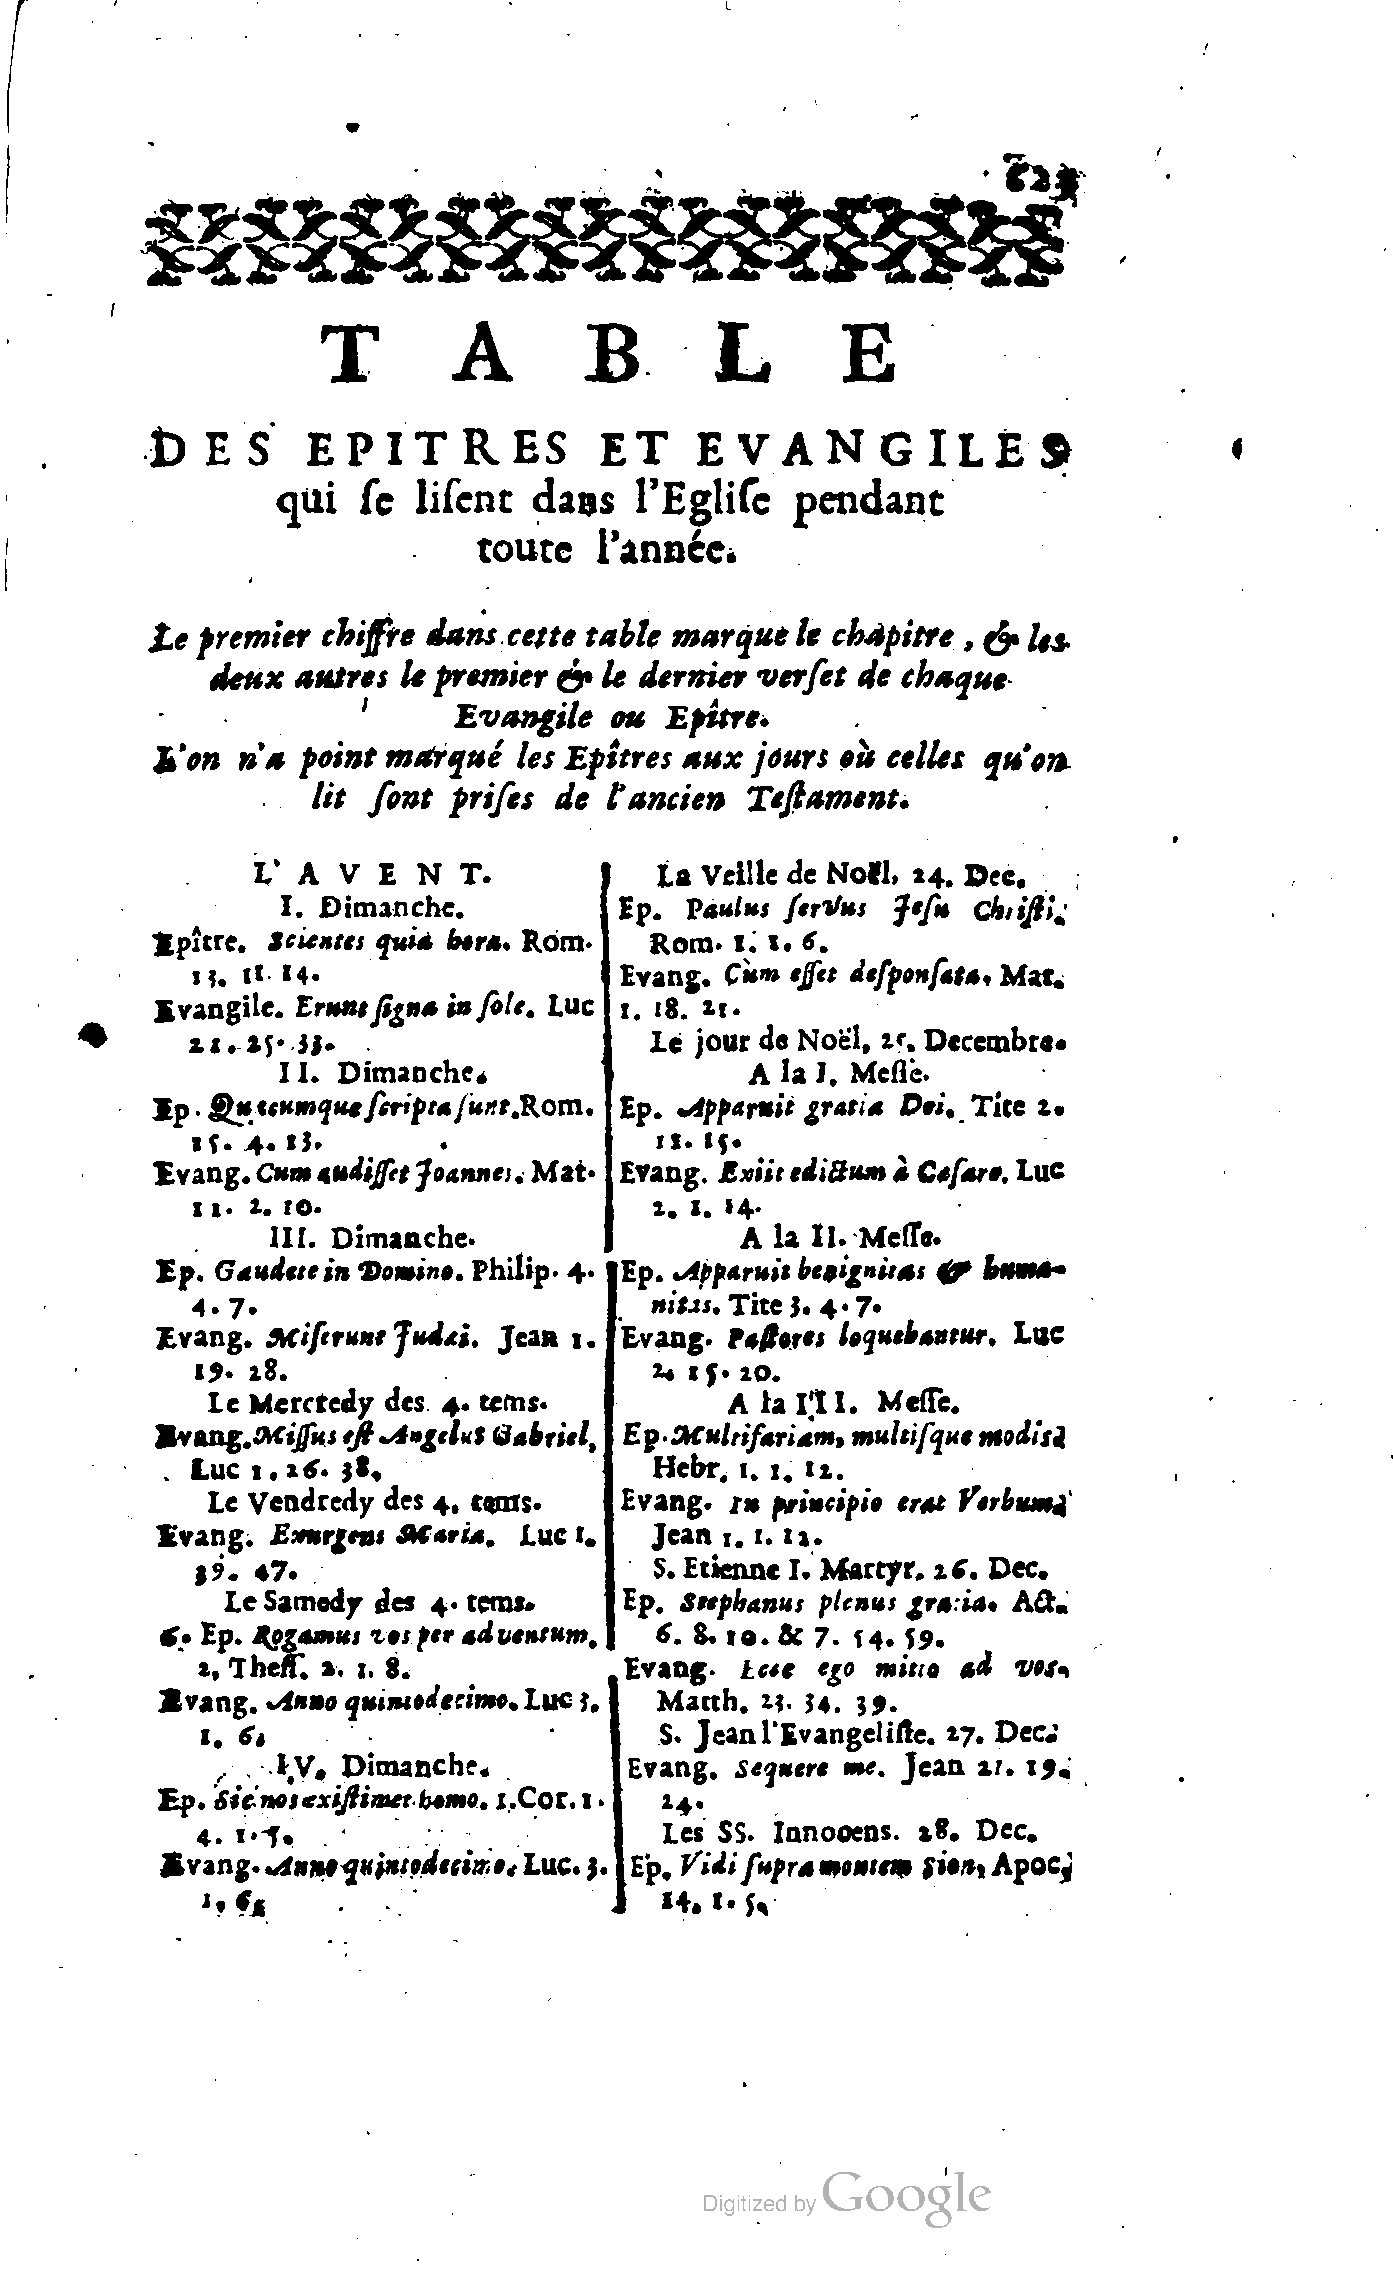 T A B L E
DES EPITRES ET EVANGILES
qui ſe liſent dans l'Egliſe pendant
toute l'année.
Le premier chiffre dans cette table marque le chapitre, & les
deux autres le premier & le dernier verſet de chaque
Evangile ou Epître.
L'on n'a point marqué les Epîtres aux jours où celles qu'on
lit ſont priſes de l'ancien Teſtament.
L'AVENT.
I. Dimanche.
Epître. Scientes quia hora. Rom.
13. 11. 14.
Evangile. Erunt ſigna in ſole. Luc
21. 25. 33.
II. Dimanche.
Ep. Quæcumque ſcripta ſunt. Rom.
15. 4. 13.
Evang. Cum audiſſet Joannes. Mat.
11. 2. 10.
III. Dimanche.
Ep. Gaudete in Domino. Philip. 4.
4. 7.
Evang. Miſerunt Judæi. Jean 1.
19. 28.
Le Mercredy des 4. tems.
Evang. Miſſus eſt Angelus Gabriel,
Luc 1. 26. 38.
Le Vendredy des 4. tems.
Evang. Exurgens Maria. Luc 1.
39. 47.
Le Samedy des 4. tems.
6. Ep. Rogamus vos per adventum.
2. Theſſ. 2. 1. 8.
Evang. Anno quintodecimo. Luc 3.
1. 6.
IV. Dimanche.
Ep. Sic nos exiſtimet homo. 1. Cor. 1.
4. 1. 5.
Evang. Anno quintodecimo. Luc. 3.
1. 6.
La Veille de Noël, 24. Dec.
Ep. Paulus ſervus Jeſu Chriſti.
Rom. 1. 1. 6.
Evang. Cùm eſſet deſponſata. Mat.
1. 18. 21.
Le jour de Noël, 25. Decembre.
A la I. Meſſe.
Ep. Apparuit gratia Dei. Tite 2.
11. 15.
Evang. Exiit edictum à Ceſare. Luc
2. 1. 14.
A la II. Meſſe.
Ep. Apparuit benignitas & huma-
nitas. Tite 3. 4. 7.
Evang. Paſtores loquebantur. Luc
2. 15. 20.
A la III. Meſſe.
Ep. Multifariam, multiſque modis.
Hebr. 1. 1. 12.
Evang. In principio erat Verbum.
Jean 1. 1. 12.
S. Etienne I. Martyr. 26. Dec.
Ep. Stephanus plenus gratia. Act.
6. 8. 10. & 7. 54. 59.
Evang. Ecce ego mitto ad vos.
Matth. 23. 34. 39.
S. Jean l'Evangeliſte. 27. Dec.
Evang. Sequere me. Jean 21. 19.
24.
Les SS. Innocens. 28. Dec.
Ep. Vidi ſupra montem Sion. Apoc.
14. 1. 5.
Digitized by Google